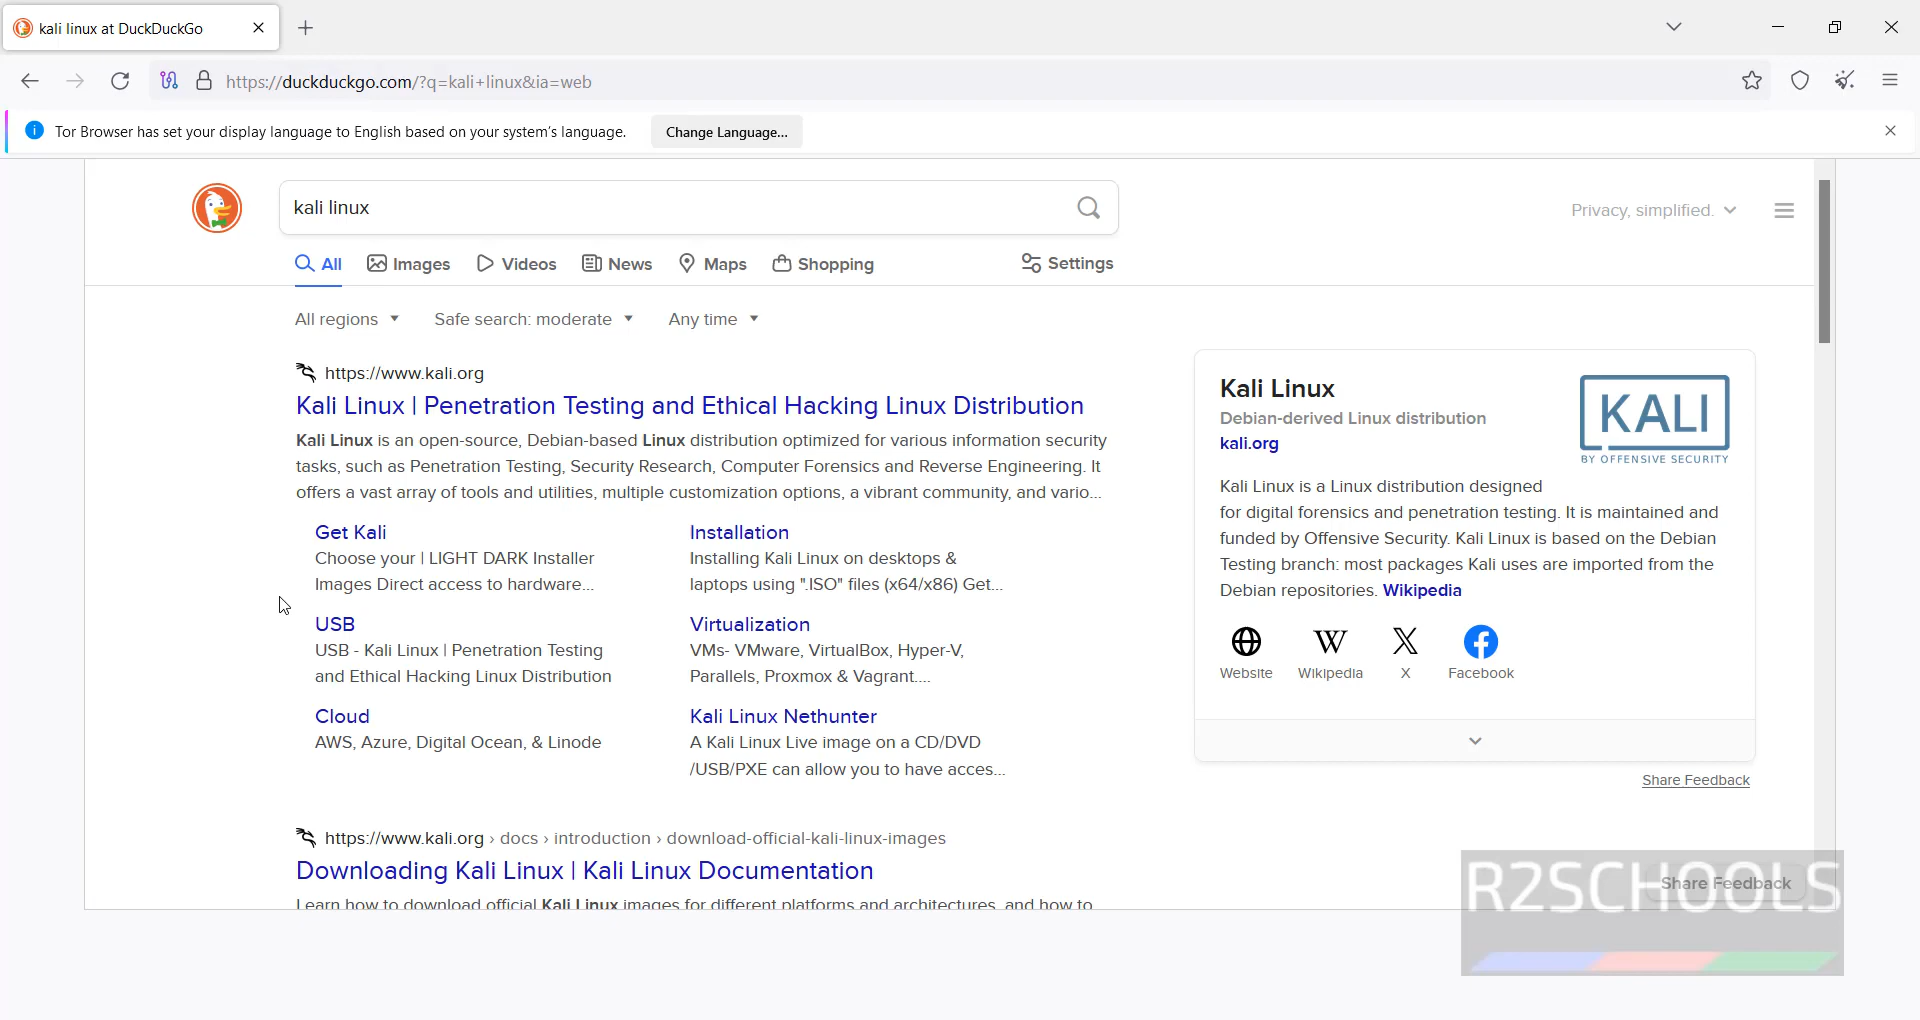 kali linux at DuckDuckGo
https://duckduckgo.com/?q=kali+linux&ia=web
Tor Browser has set your display language to English based on your system's language.
Change Language...
kali linux
Privacy, simplified.
All
Images
Videos
News
Maps
Shopping
Settings
All regions
Safe search: moderate
Any time
https://www.kali.org
Kali Linux | Penetration Testing and Ethical Hacking Linux Distribution
Kali Linux is an open-source, Debian-based Linux distribution optimized for various information security
tasks, such as Penetration Testing, Security Research, Computer Forensics and Reverse Engineering. It
offers a vast array of tools and utilities, multiple customization options, a vibrant community, and vario...
Get Kali
Choose your | LIGHT DARK Installer
Images Direct access to hardware...
Installation
Installing Kali Linux on desktops &
laptops using ".ISO" files (x64/x86) Get...
USB
USB - Kali Linux | Penetration Testing
and Ethical Hacking Linux Distribution
Virtualization
VMs- VMware, VirtualBox, Hyper-V,
Parallels, Proxmox & Vagrant....
Cloud
AWS, Azure, Digital Ocean, & Linode
Kali Linux Nethunter
A Kali Linux Live image on a CD/DVD
/USB/PXE can allow you to have acces...
https://www.kali.org › docs › introduction › download-official-kali-linux-images
Downloading Kali Linux | Kali Linux Documentation
Learn how to download official Kali Linux images for different platforms and architectures, and how to
Kali Linux
Debian-derived Linux distribution
kali.org
KALI
BY OFFENSIVE SECURITY
Kali Linux is a Linux distribution designed
for digital forensics and penetration testing. It is maintained and
funded by Offensive Security. Kali Linux is based on the Debian
Testing branch: most packages Kali uses are imported from the
Debian repositories. Wikipedia
Website
Wikipedia
X
Facebook
Share Feedback
Share Feedback
R2SCHOOLS